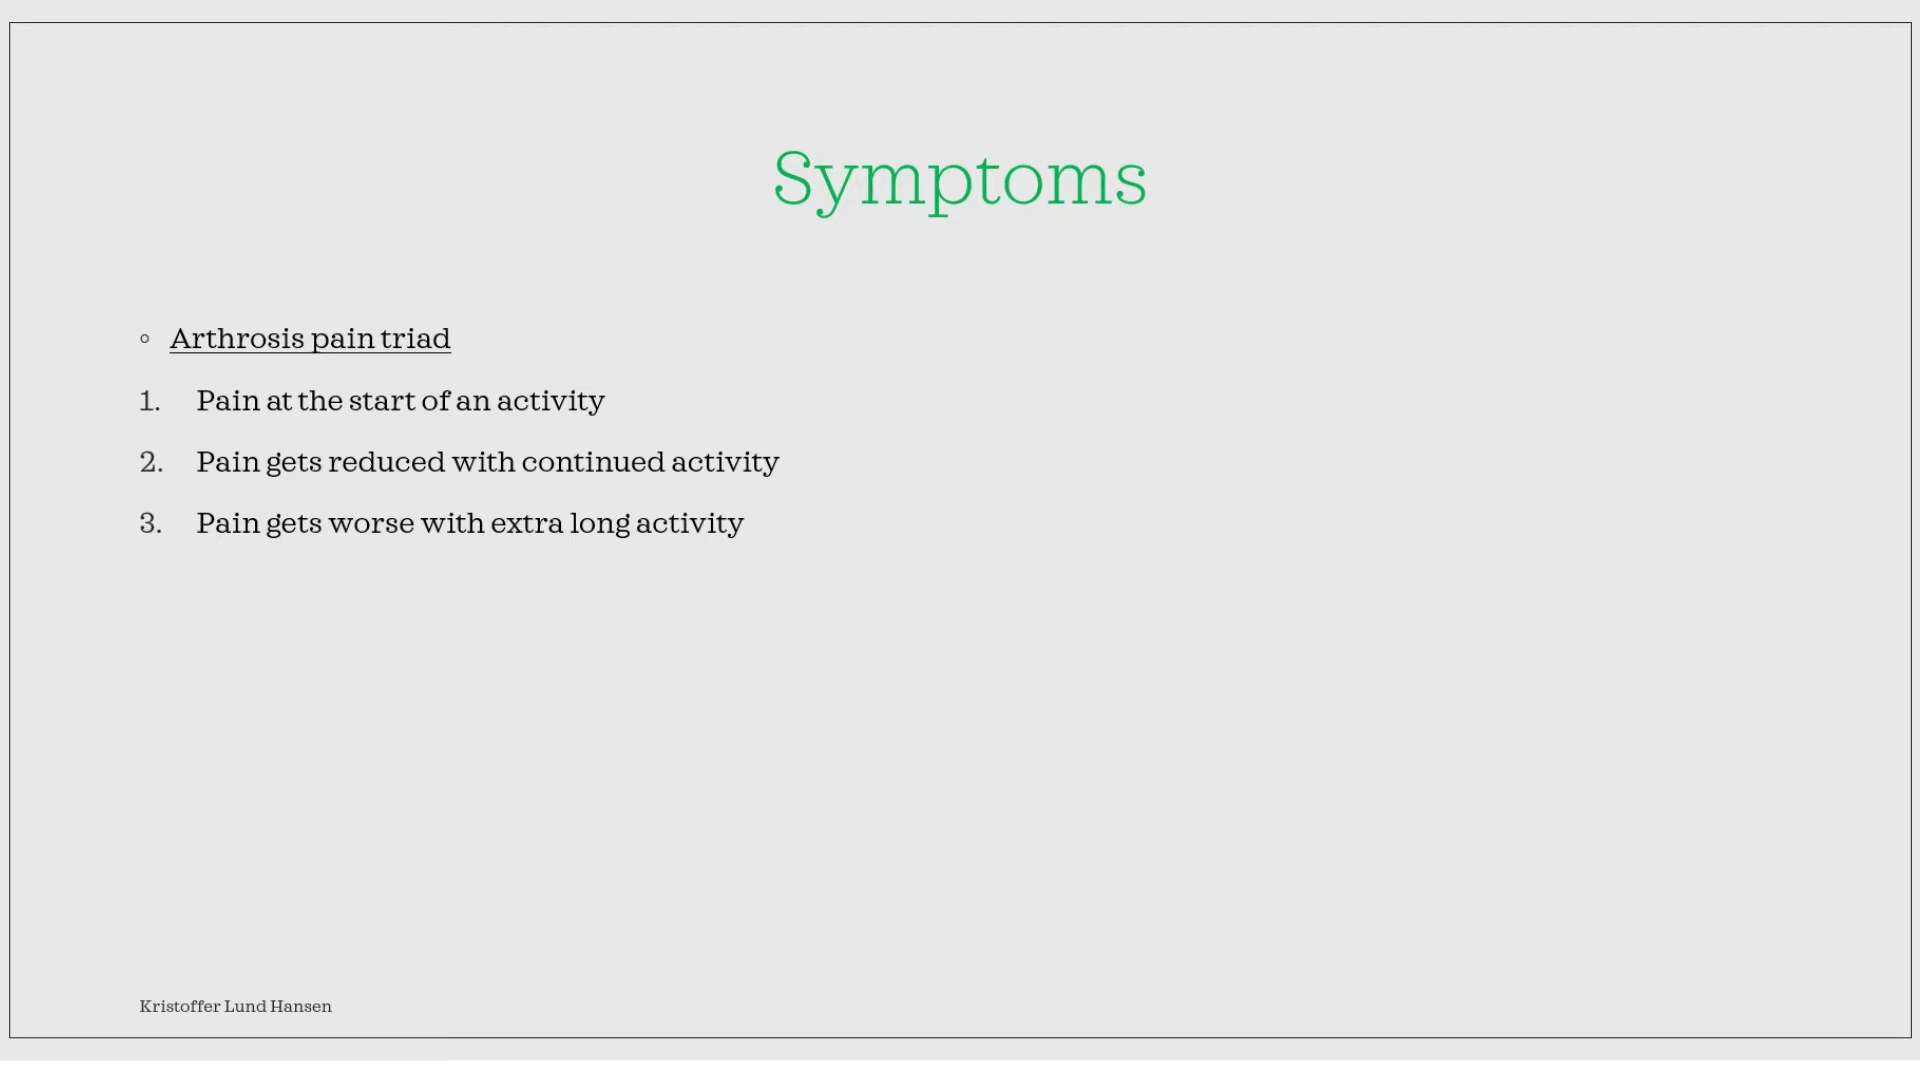 Symptoms
◦ Arthrosis pain triad
1. Pain at the start of an activity
2. Pain gets reduced with continued activity
3. Pain gets worse with extra long activity
Kristoffer Lund Hansen